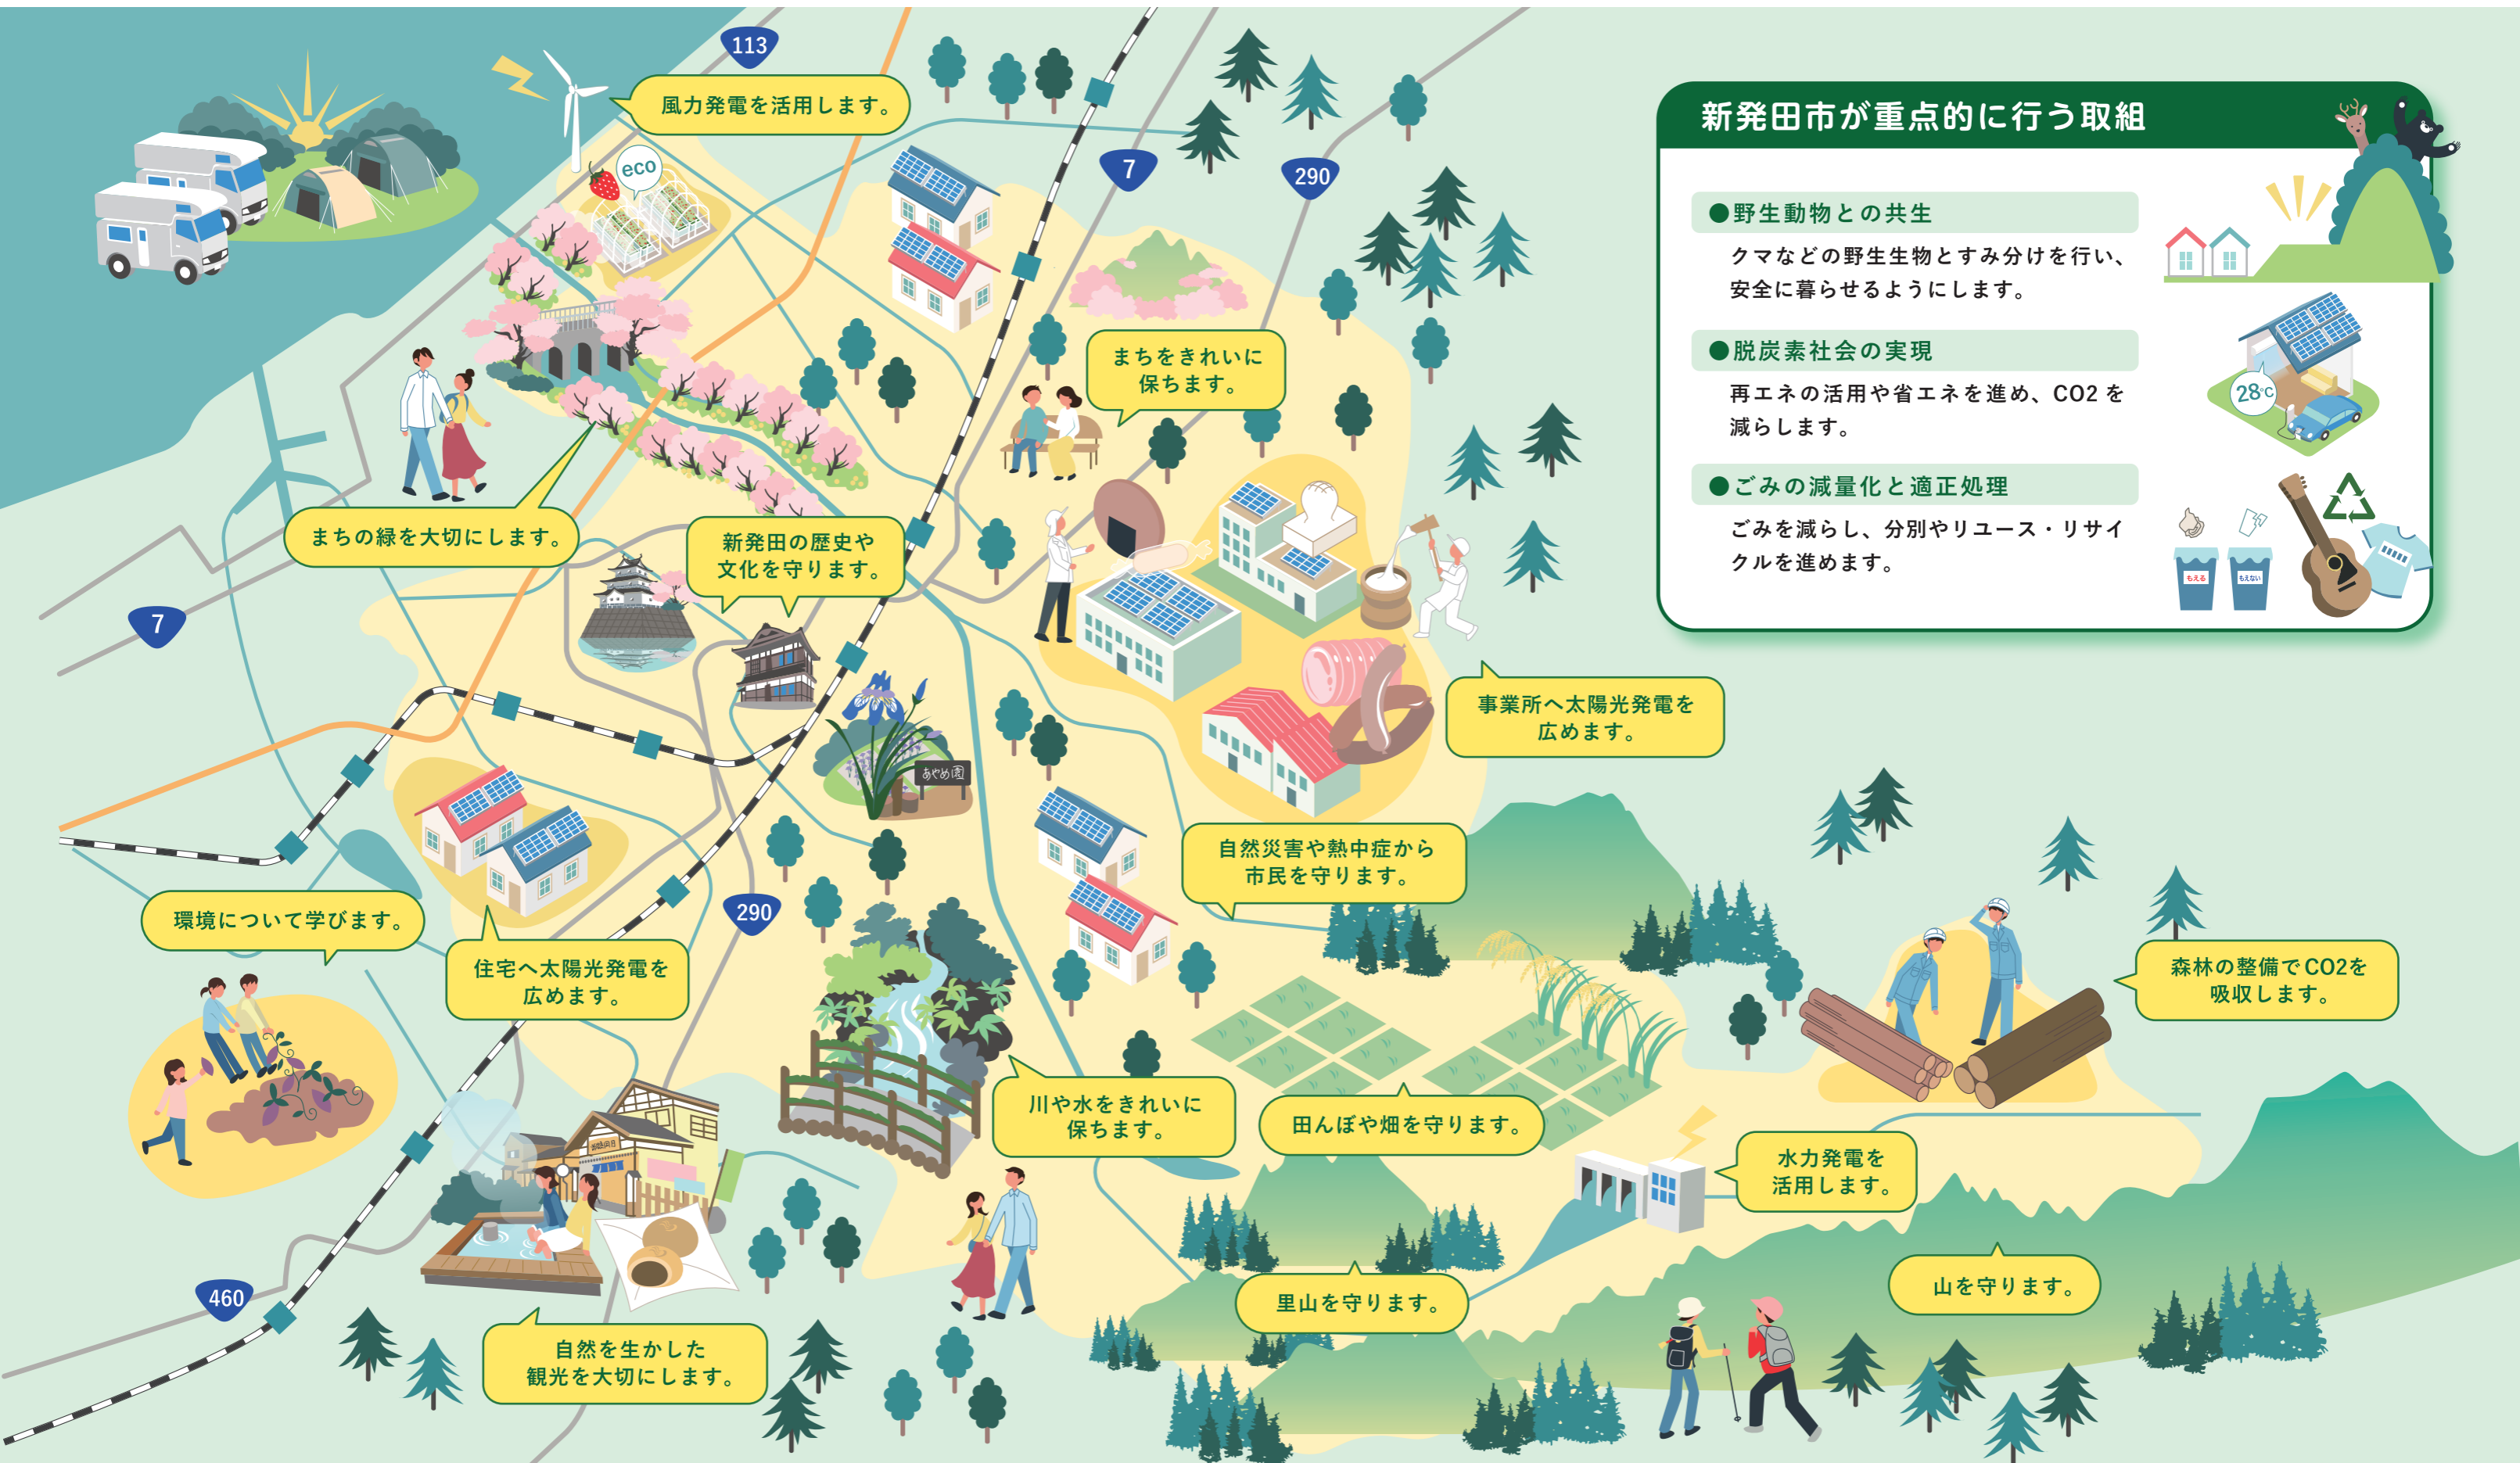 113
風力発電を活用します。
eco
7
290
まちをきれいに
保ちます。
まちの緑を大切にします。
新発田の歴史や
文化を守ります。
7
あやめ園
事業所へ太陽光発電を
広めます。
自然災害や熱中症から
市民を守ります。
環境について学びます。
住宅へ太陽光発電を
広めます。
290
森林の整備でCO2を
吸収します。
川や水をきれいに
保ちます。
田んぼや畑を守ります。
水力発電を
活用します。
山を守ります。
里山を守ります。
460
自然を生かした
観光を大切にします。
新発田市が重点的に行う取組
●野生動物との共生
クマなどの野生生物とすみ分けを行い、
安全に暮らせるようにします。
●脱炭素社会の実現
再エネの活用や省エネを進め、CO2 を
減らします。
28℃
●ごみの減量化と適正処理
ごみを減らし、分別やリユース・リサイ
クルを進めます。
もえる
もえない